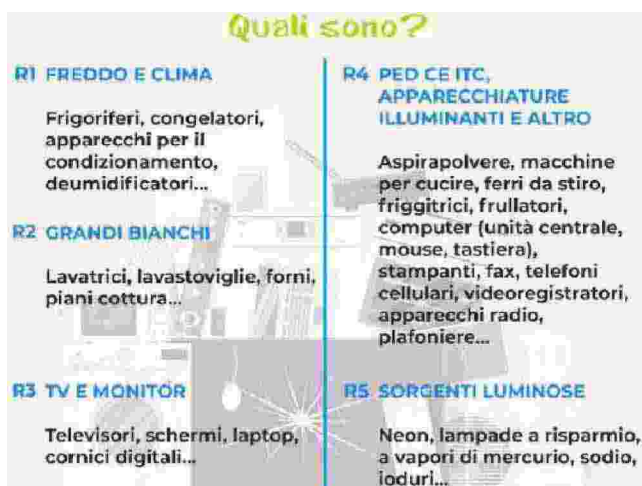 Quali sono?
R1 FREDDO E CLIMA
Frigoriferi, congelatori,
apparecchi per il
condizionamento,
deumidificatori...
R2 GRANDI BIANCHI
Lavatrici, lavastoviglie, forni,
piani cottura...
R3 TV E MONITOR
Televisori, schermi, laptop,
cornici digitali...
R4 PED CE ITC,
APPARECCHIATURE
ILLUMINANTI E ALTRO
Aspirapolvere, macchine
per cucire, ferri da stiro,
friggitrici, frullatori,
computer (unità centrale,
mouse, tastiera),
stampanti, fax, telefoni
cellulari, videoregistratori,
apparecchi radio,
plafoniere...
R5 SORGENTI LUMINOSE
Neon, lampade a risparmio,
a vapori di mercurio, sodio,
ioduri...